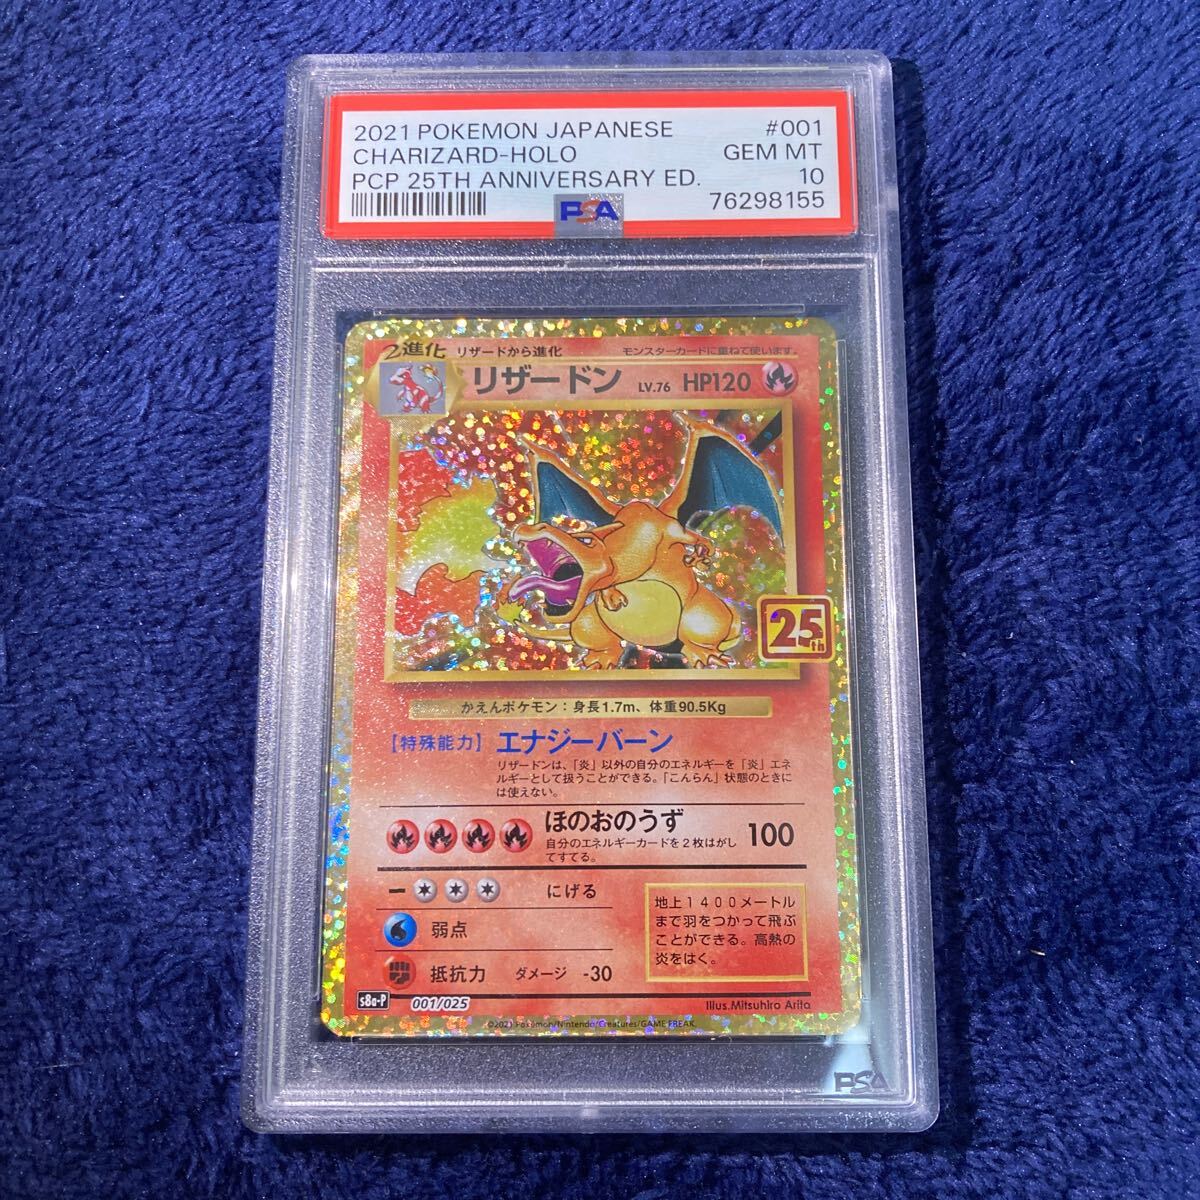 2021 POKEMON JAPANESE #001
CHARIZARD-HOLO GEM MT
PCP 25TH ANNIVERSARY ED. 10
PSA 76298155
2進化 リザードから進化 モンスターカードに重ねて使います。
リザードン LV.76 HP120
25th
かえんポケモン：身長1.7m、体重90.5Kg
【特殊能力】エナジーバーン
リザードンは、「炎」以外の自分のエネルギーを「炎」エネ
ルギーとして扱うことができる。「こんらん」状態のときに
は使えない。
ほのおのうず 100
自分のエネルギーカードを2枚はがし
てすてる。
にげる
弱点
抵抗力 ダメージ -30
地上1400メートル
まで羽をつかって飛ぶ
ことができる。高熱の
炎をはく。
s8a-P 001/025 Illus.Mitsuhiro Arita
©2021 Pokémon/Nintendo/Creatures/GAME FREAK.
PSA